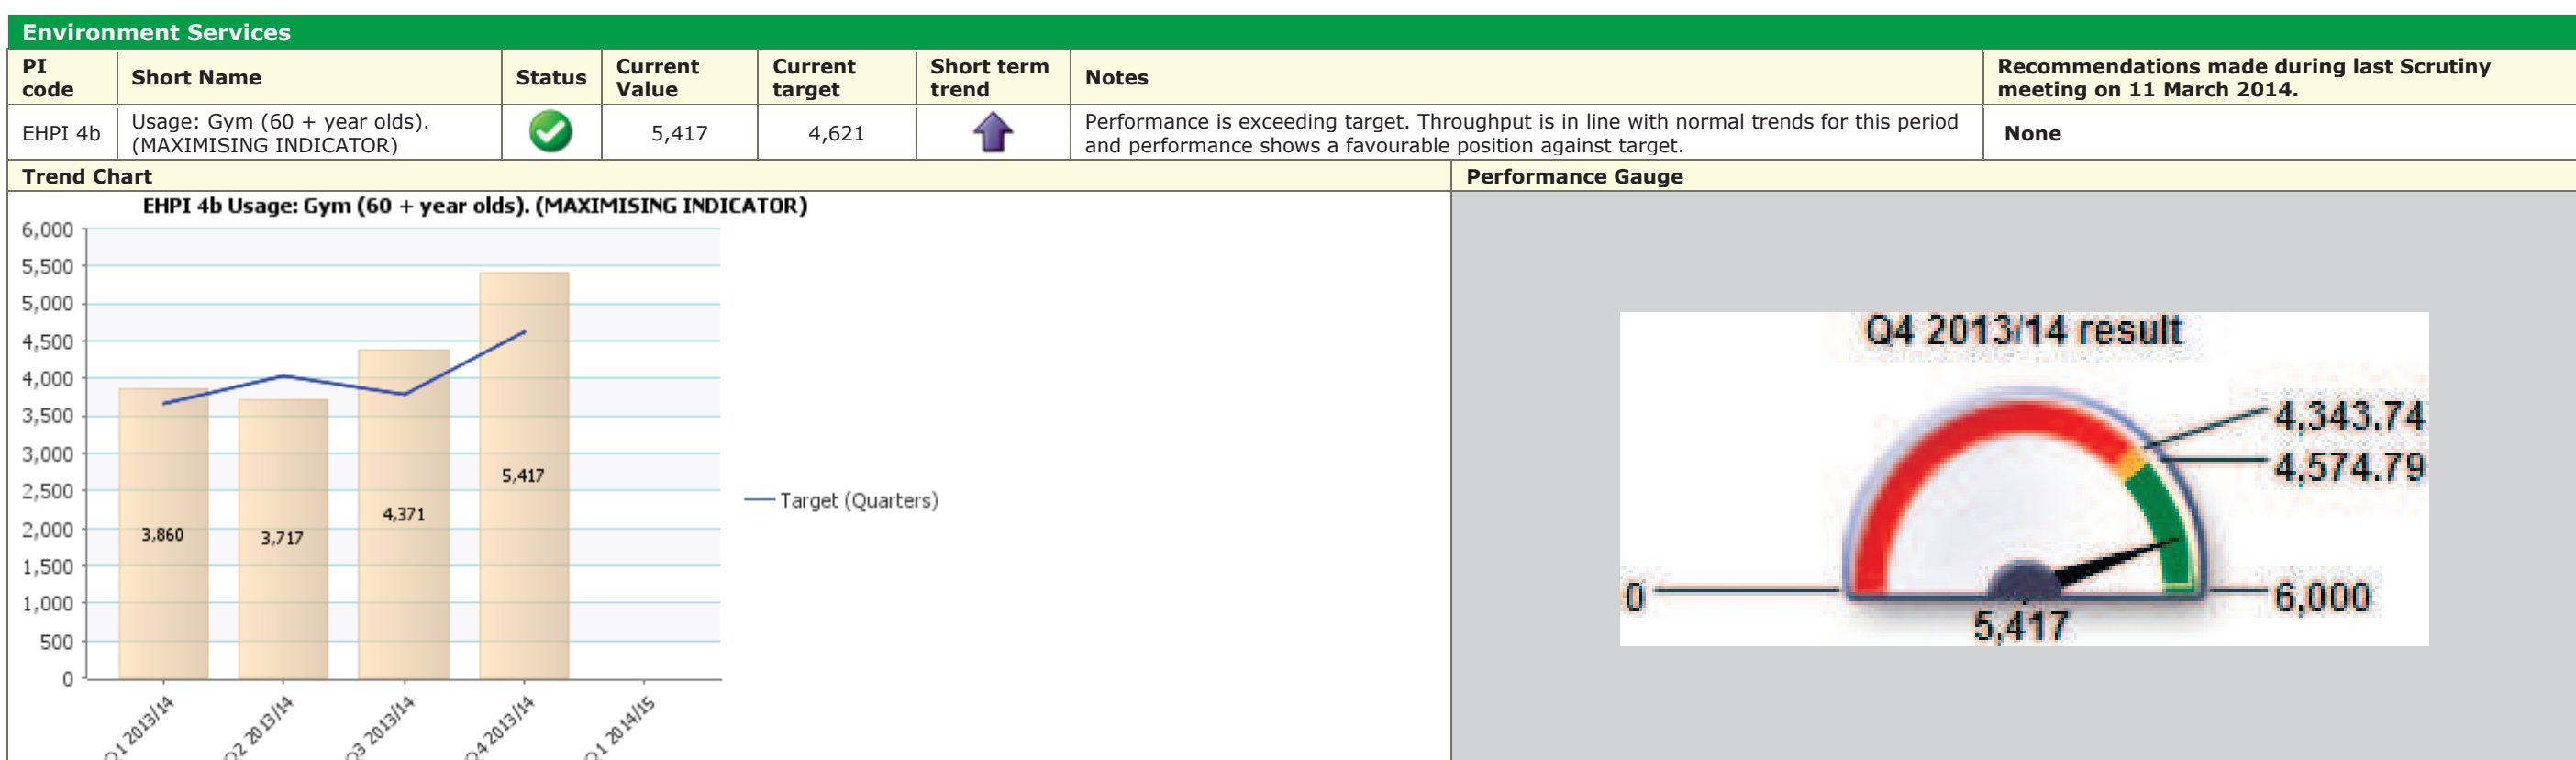 Environment Services
PI code
Short Name
Status
Current Value
Current target
Short term trend
Notes
Recommendations made during last Scrutiny
meeting on 11 March 2014.
EHPI 4b
Usage: Gym (60 + year olds).
(MAXIMISING INDICATOR)
5,417
4,621
Performance is exceeding target. Throughput is in line with normal trends for this period
and performance shows a favourable position against target.
None
Trend Chart
Performance Gauge
EHPI 4b Usage: Gym (60 + year olds). (MAXIMISING INDICATOR)
6,000
5,500
5,000
4,500
4,000
3,500
3,000
2,500
2,000
1,500
1,000
500
0
3,860
3,717
4,371
5,417
Q1 2013/14
Q2 2013/14
Q3 2013/14
Q4 2013/14
Q1 2014/15
Target (Quarters)
Q4 2013/14 result
4,343.74
4,574.79
0
6,000
5,417